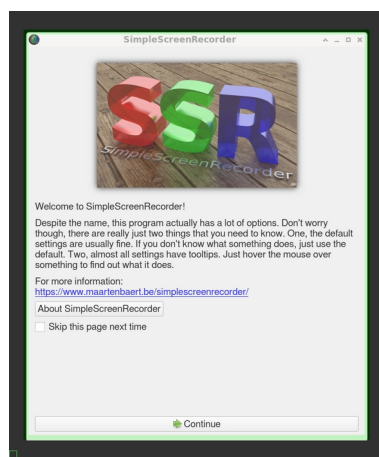 SimpleScreenRecorder
SSR
SimpleScreenRecorder
Welcome to SimpleScreenRecorder!
Despite the name, this program actually has a lot of options. Don't worry
though, there are really just two things that you need to know. One, the default
settings are usually fine. If you don't know what something does, just use the
default. Two, almost all settings have tooltips. Just hover the mouse over
something to find out what it does.
For more information:
https://www.maartenbaert.be/simplescreenrecorder/
About SimpleScreenRecorder
Skip this page next time
Continue